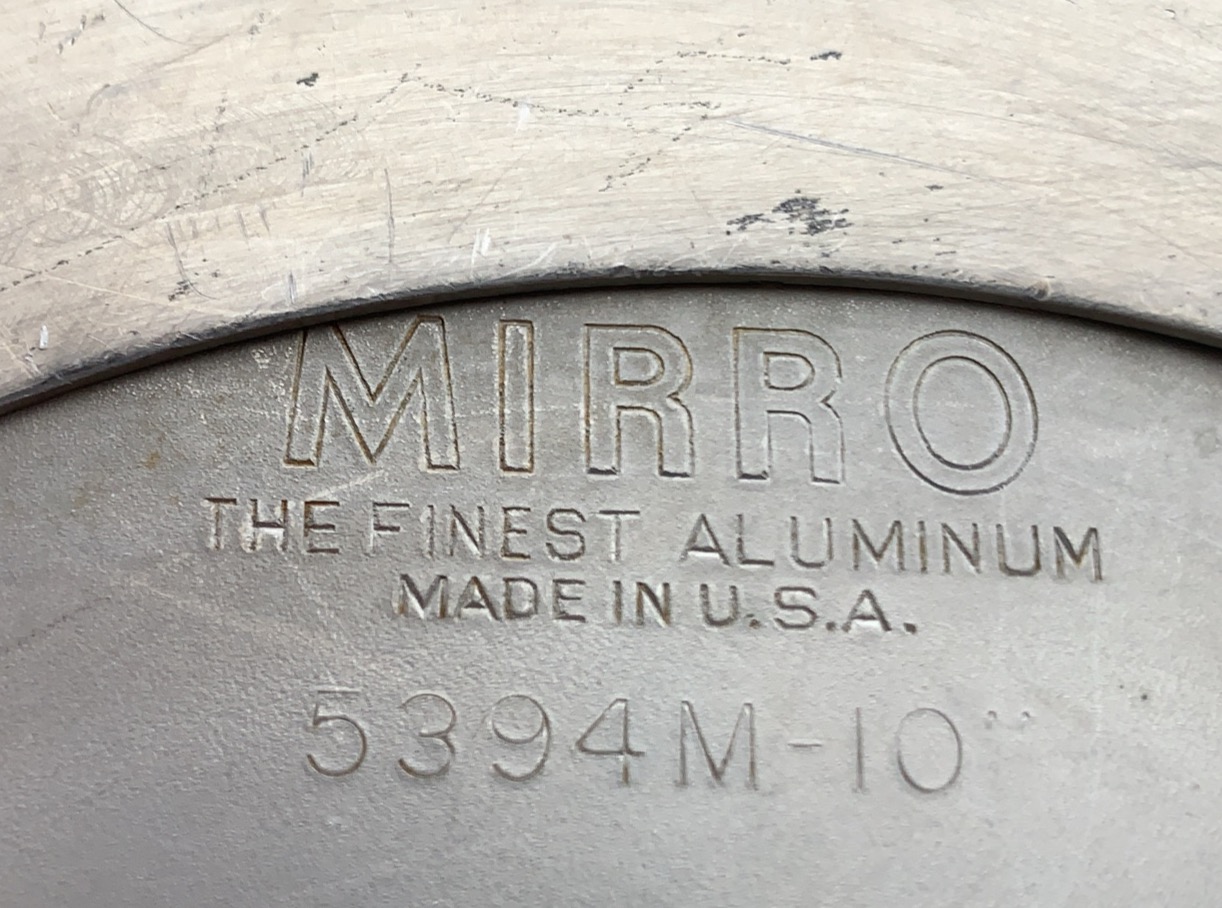 MIRRO
THE FINEST ALUMINUM
MADE IN U.S.A.
5394M-10"